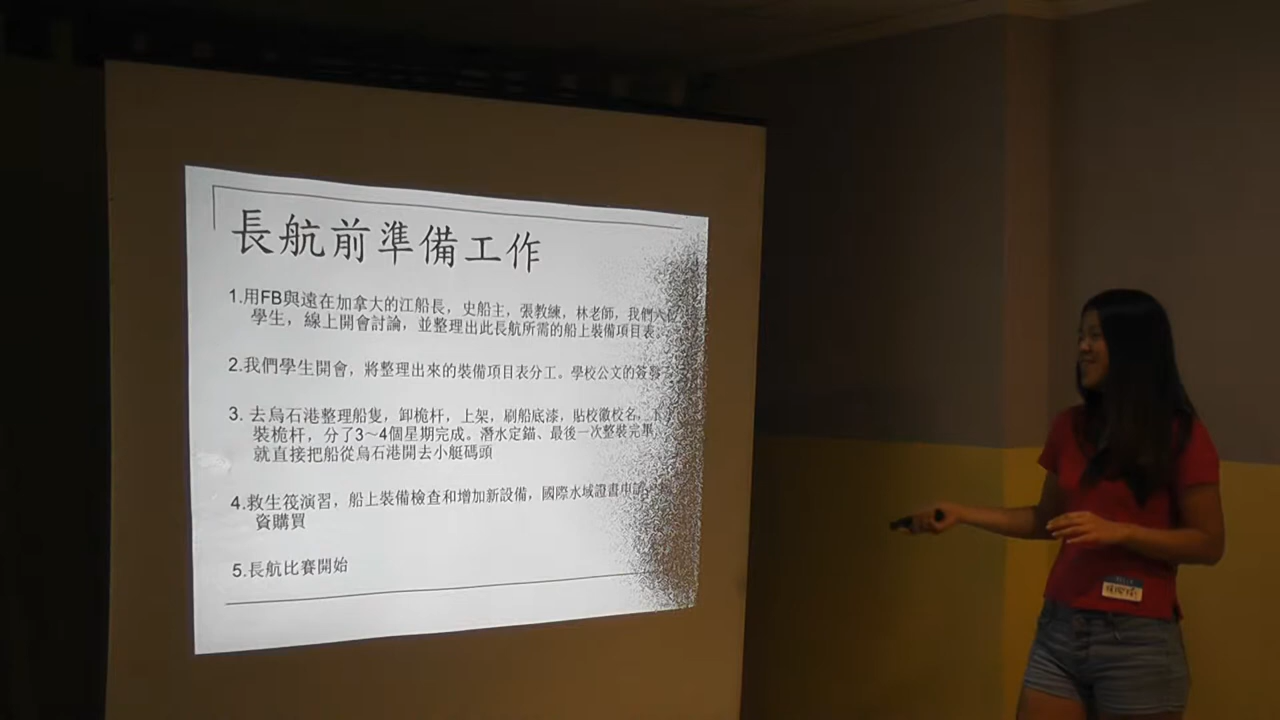 長航前準備工作
1.用FB與遠在加拿大的江船長，史船主，張教練，林老師，我們
學生，線上開會討論，並整理出此長航所需的船上裝備項目表。
2.我們學生開會，將整理出來的裝備項目表分工。學校公文的簽
3. 去烏石港整理船隻，卸桅杆，上架，刷船底漆，貼校徽校名，下
裝桅杆，分了3～4個星期完成。潛水定錨、最後一次整裝完畢
就直接把船從烏石港開去小艇碼頭
4.救生筏演習，船上裝備檢查和增加新設備，國際水域證書申請
資購買
5.長航比賽開始